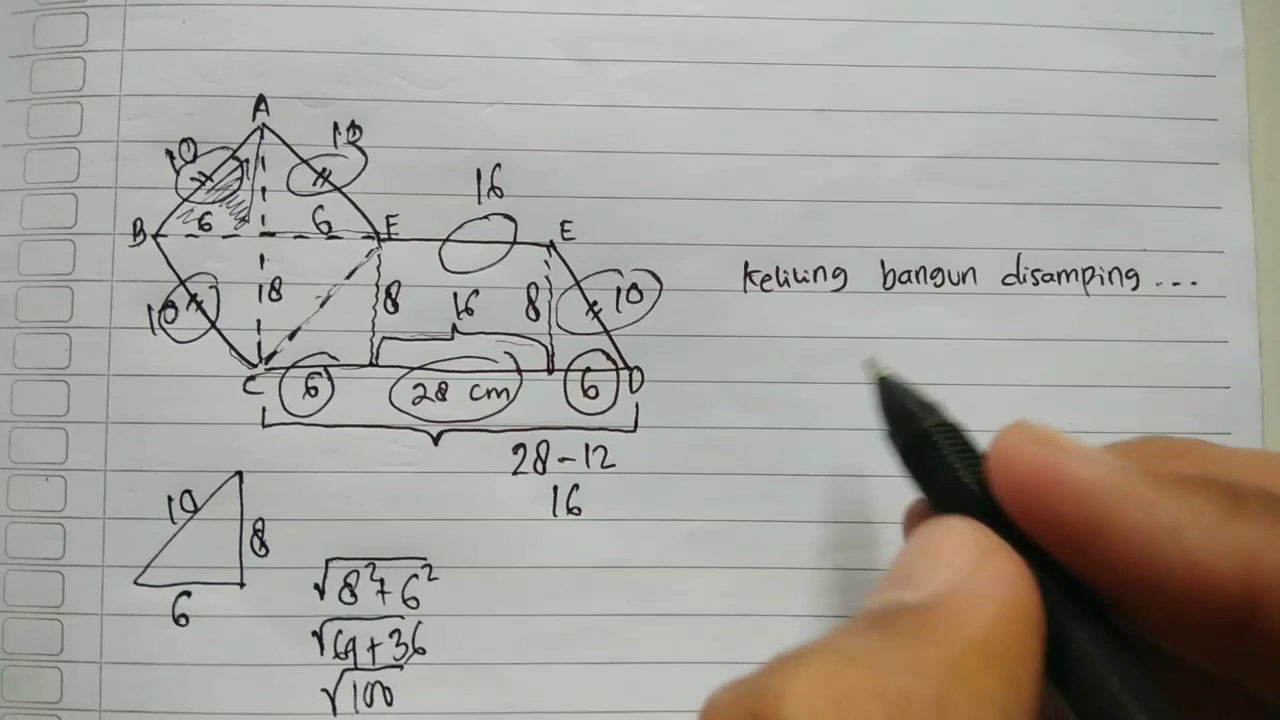 A
10 10
16
6 6
B F E
18 8 16 8 10
10
Keliling bangun disamping...
C 6 28 cm 6 D
28-12
16
10
8
6
√8²+6²
√64+36
√100